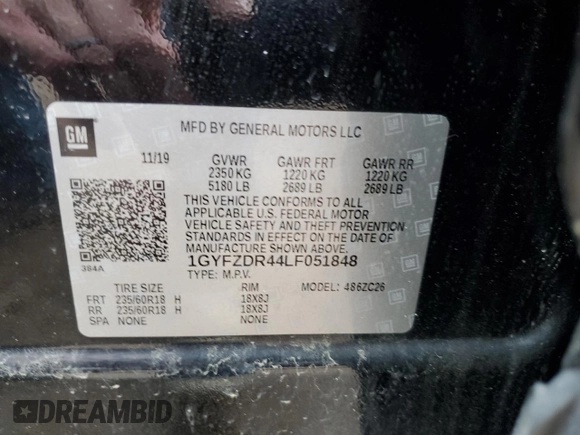 GM
MFD BY GENERAL MOTORS LLC
11/19 GVWR GAWR FRT GAWR RR
2350 KG 1220 KG 1220 KG
5180 LB 2689 LB 2689 LB
THIS VEHICLE CONFORMS TO ALL
APPLICABLE U.S. FEDERAL MOTOR
VEHICLE SAFETY AND THEFT PREVENTION
STANDARDS IN EFFECT ON THE DATE OF
MANUFACTURE SHOWN ABOVE.
384A
1GYFZDR44LF051848
TYPE: M.P.V. MODEL: 486ZC26
TIRE SIZE RIM
FRT 235/60R18 H 18X8J
RR 235/60R18 H 18X8J
SPA NONE NONE
DREAMBID